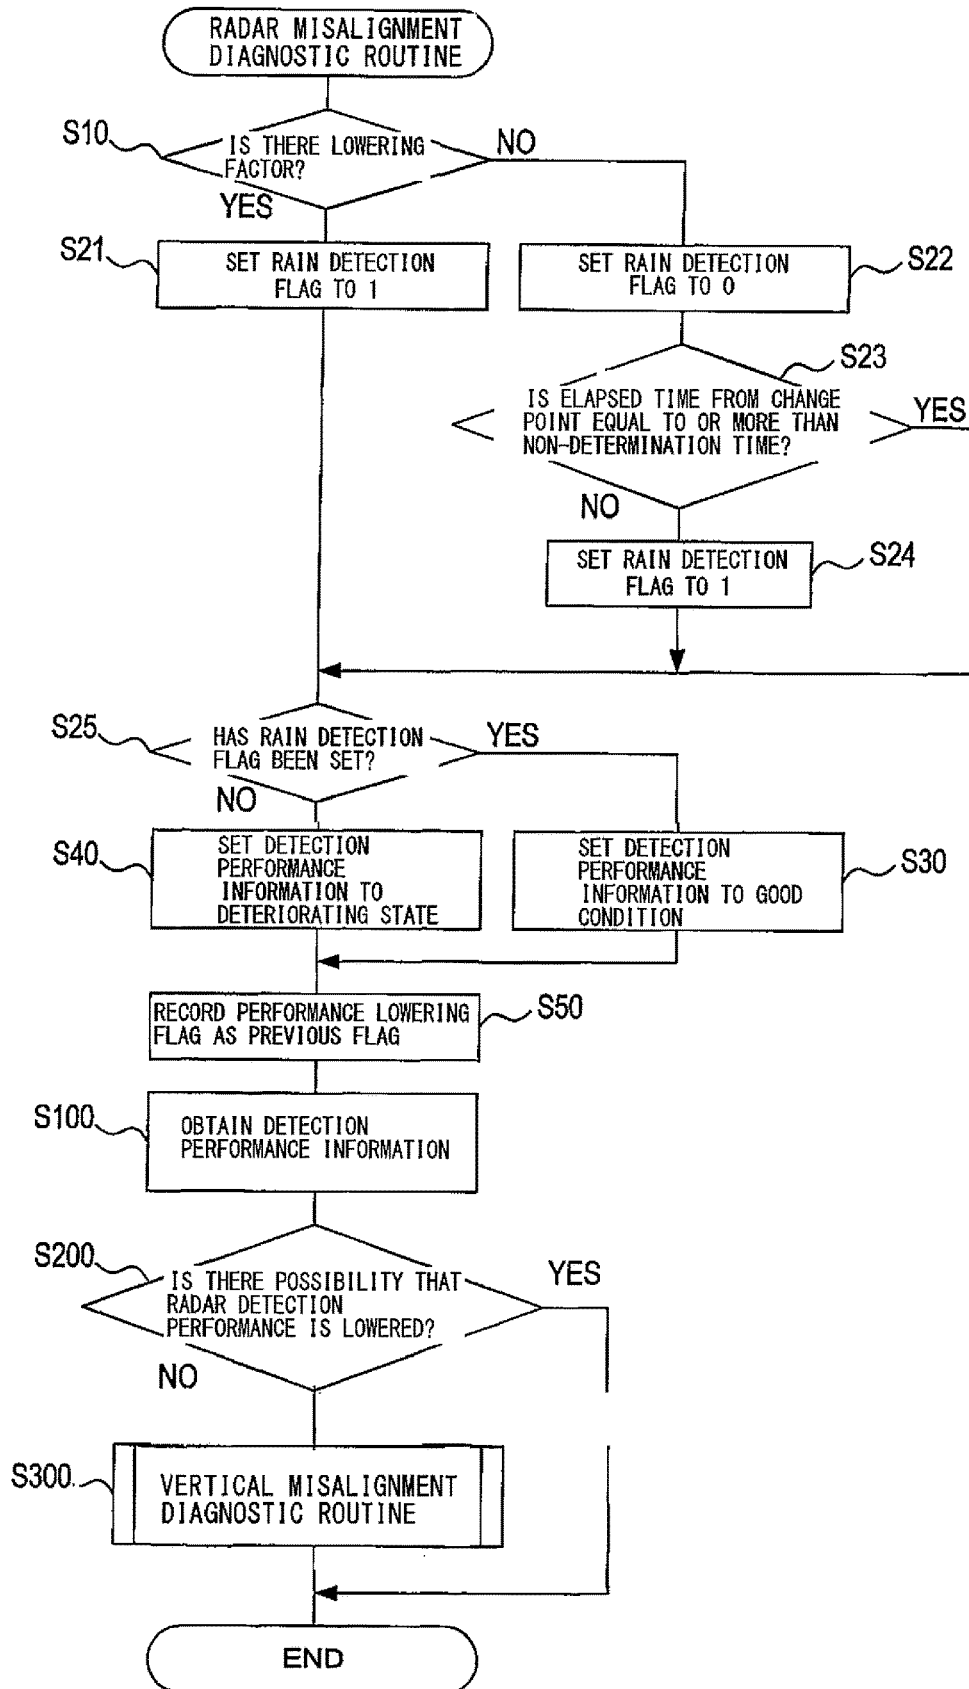 RADAR MISALIGNMENT
DIAGNOSTIC ROUTINE
S10
IS THERE LOWERING
FACTOR?
NO
YES
S21
SET RAIN DETECTION
FLAG TO 1
SET RAIN DETECTION
FLAG TO 0
S22
S23
IS ELAPSED TIME FROM CHANGE
POINT EQUAL TO OR MORE THAN
NON-DETERMINATION TIME?
YES
NO
SET RAIN DETECTION
FLAG TO 1
S24
S25
HAS RAIN DETECTION
FLAG BEEN SET?
YES
NO
S40
SET DETECTION
PERFORMANCE
INFORMATION TO
DETERIORATING STATE
SET DETECTION
PERFORMANCE
INFORMATION TO GOOD
CONDITION
S30
RECORD PERFORMANCE LOWERING
FLAG AS PREVIOUS FLAG
S50
S100
OBTAIN DETECTION
PERFORMANCE INFORMATION
S200
IS THERE POSSIBILITY THAT
RADAR DETECTION
PERFORMANCE IS LOWERED?
YES
NO
S300
VERTICAL MISALIGNMENT
DIAGNOSTIC ROUTINE
END